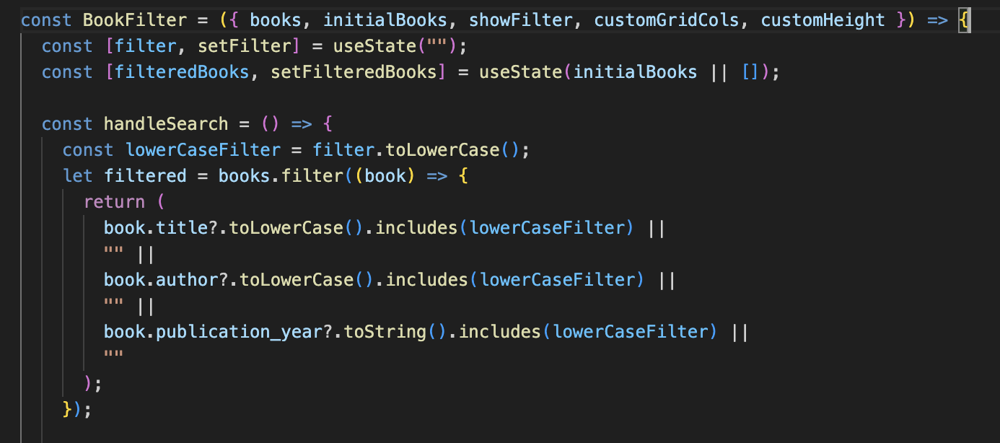 const BookFilter = ({ books, initialBooks, showFilter, customGridCols, customHeight }) => {
  const [filter, setFilter] = useState("");
  const [filteredBooks, setFilteredBooks] = useState(initialBooks || []);

  const handleSearch = () => {
    const lowerCaseFilter = filter.toLowerCase();
    let filtered = books.filter((book) => {
      return (
        book.title?.toLowerCase().includes(lowerCaseFilter) ||
        "" ||
        book.author?.toLowerCase().includes(lowerCaseFilter) ||
        "" ||
        book.publication_year?.toString().includes(lowerCaseFilter) ||
        ""
      );
    });